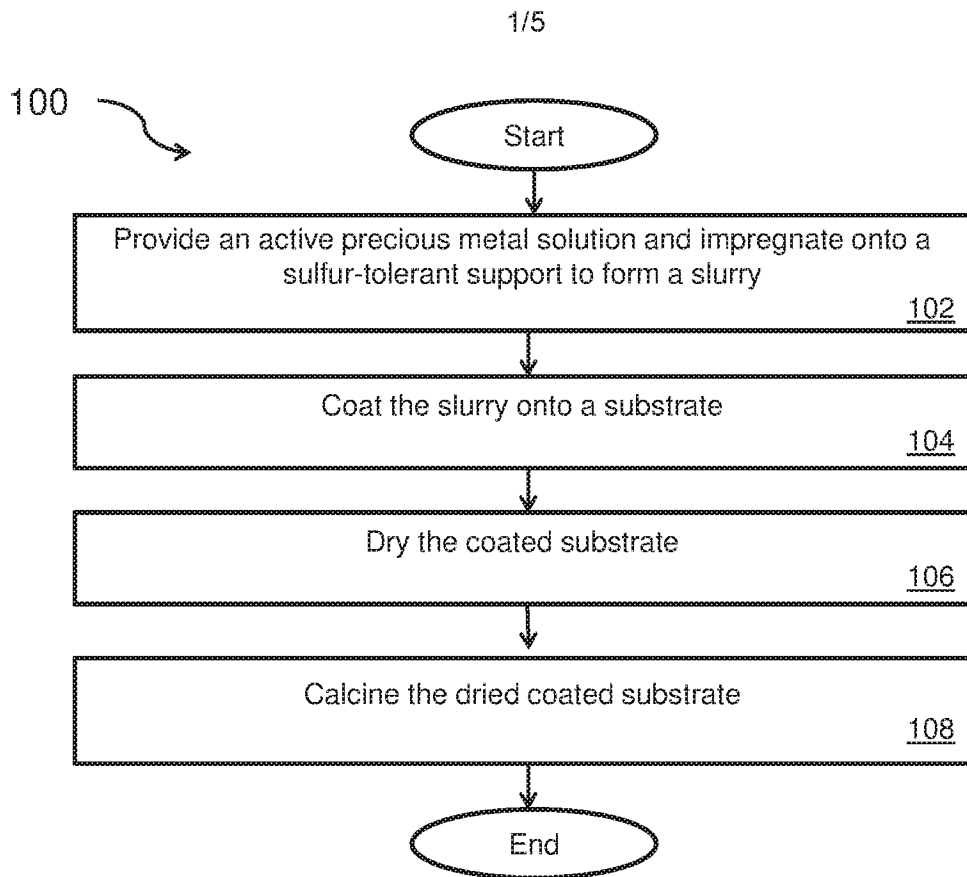 1/5
100
Start
Provide an active precious metal solution and impregnate onto a
sulfur-tolerant support to form a slurry
102
Coat the slurry onto a substrate
104
Dry the coated substrate
106
Calcine the dried coated substrate
108
End